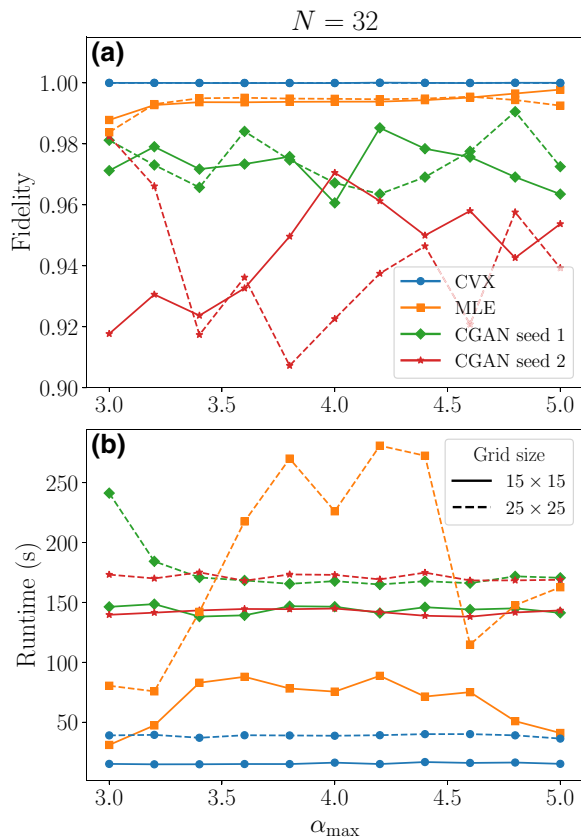 N = 32
(a)
1.00
0.98
0.96
0.94
0.92
0.90
Fidelity
CVX
MLE
CGAN seed 1
CGAN seed 2
3.0 3.5 4.0 4.5 5.0
(b)
250
200
150
100
50
Runtime (s)
Grid size
15 × 15
25 × 25
3.0 3.5 4.0 4.5 5.0
α_max